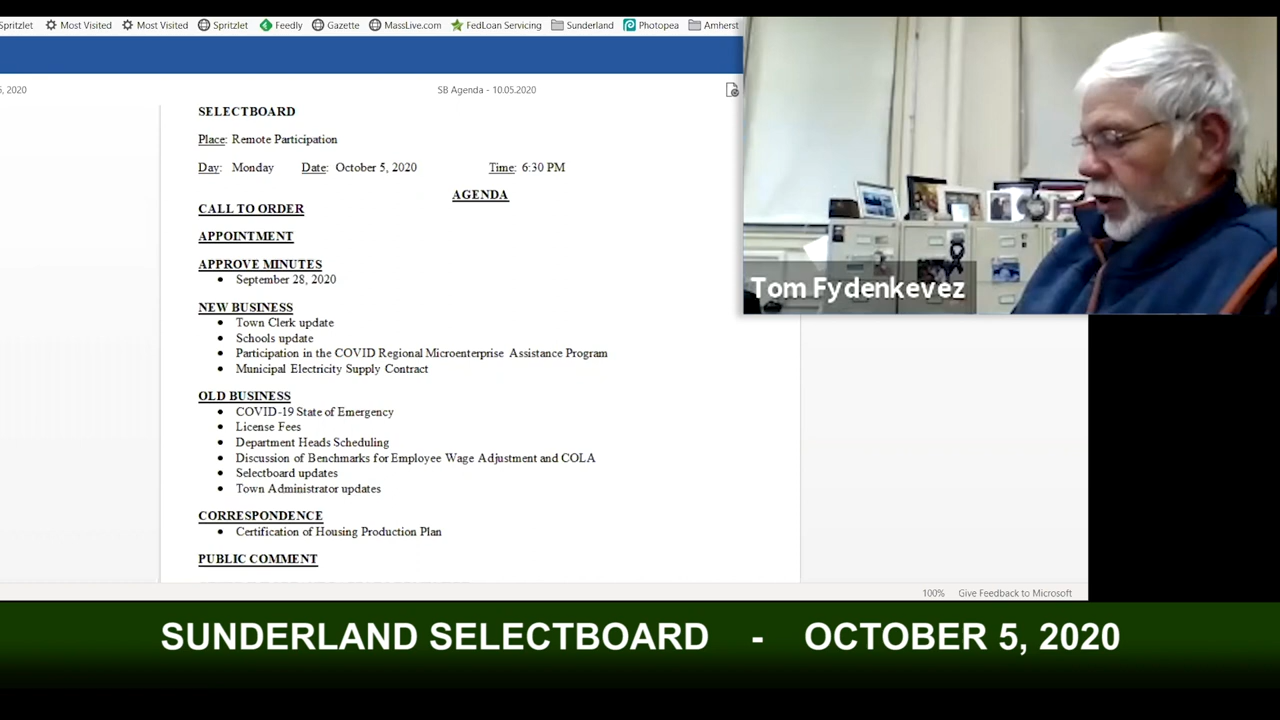 Spritzlet Most Visited Most Visited Spritzlet Feedly Gazette MassLive.com FedLoan Servicing Sunderland Photopea Amherst
5, 2020 SB Agenda - 10.05.2020
SELECTBOARD
Place: Remote Participation
Day: Monday Date: October 5, 2020 Time: 6:30 PM
AGENDA
CALL TO ORDER
APPOINTMENT
APPROVE MINUTES
• September 28, 2020
NEW BUSINESS
• Town Clerk update
• Schools update
• Participation in the COVID Regional Microenterprise Assistance Program
• Municipal Electricity Supply Contract
OLD BUSINESS
• COVID-19 State of Emergency
• License Fees
• Department Heads Scheduling
• Discussion of Benchmarks for Employee Wage Adjustment and COLA
• Selectboard updates
• Town Administrator updates
CORRESPONDENCE
• Certification of Housing Production Plan
PUBLIC COMMENT
Tom Fydenkevez
100% Give Feedback to Microsoft
SUNDERLAND SELECTBOARD - OCTOBER 5, 2020